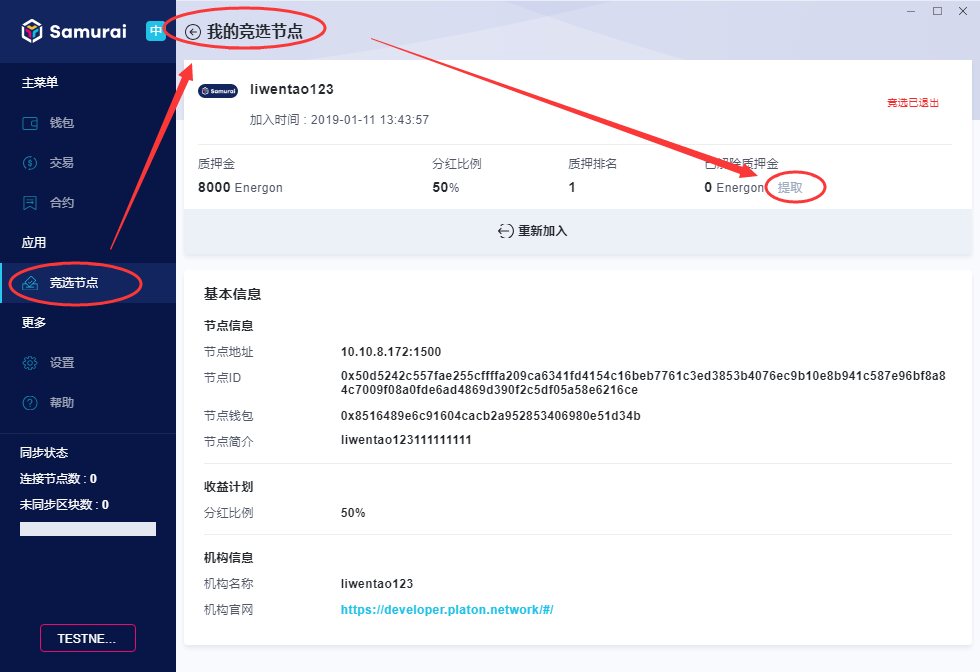 Samurai
中
我的竞选节点
主菜单
钱包
交易
合约
应用
竞选节点
更多
设置
帮助
同步状态
连接节点数 : 0
未同步区块数 : 0
TESTNE...
Samurai
liwentao123
加入时间 : 2019-01-11 13:43:57
竞选已退出
质押金
分红比例
质押排名
已解除质押金
8000 Energon
50%
1
0 Energon
提取
重新加入
基本信息
节点信息
节点地址
10.10.8.172:1500
节点ID
0x50d5242c557fae255cffffa209ca6341fd4154c16beb7761c3ed3853b4076ec9b10e8b941c587e96bf8a8
4c7009f08a0fde6ad4869d390f2c5df05a58e6216ce
节点钱包
0x8516489e6c91604cacb2a952853406980e51d34b
节点简介
liwentao123111111111
收益计划
分红比例
50%
机构信息
机构名称
liwentao123
机构官网
https://developer.platon.network/#/